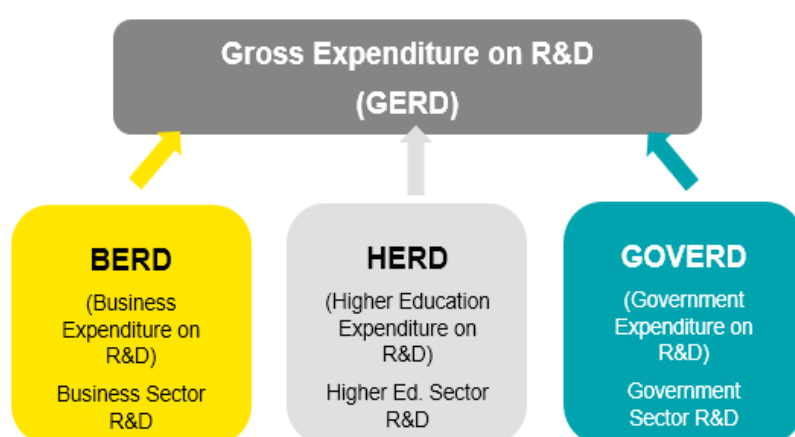 Gross Expenditure on R&D
(GERD)
BERD
(Business
Expenditure on
R&D)
Business Sector
R&D
HERD
(Higher Education
Expenditure on
R&D)
Higher Ed. Sector
R&D
GOVERD
(Government
Expenditure on
R&D)
Government
Sector R&D